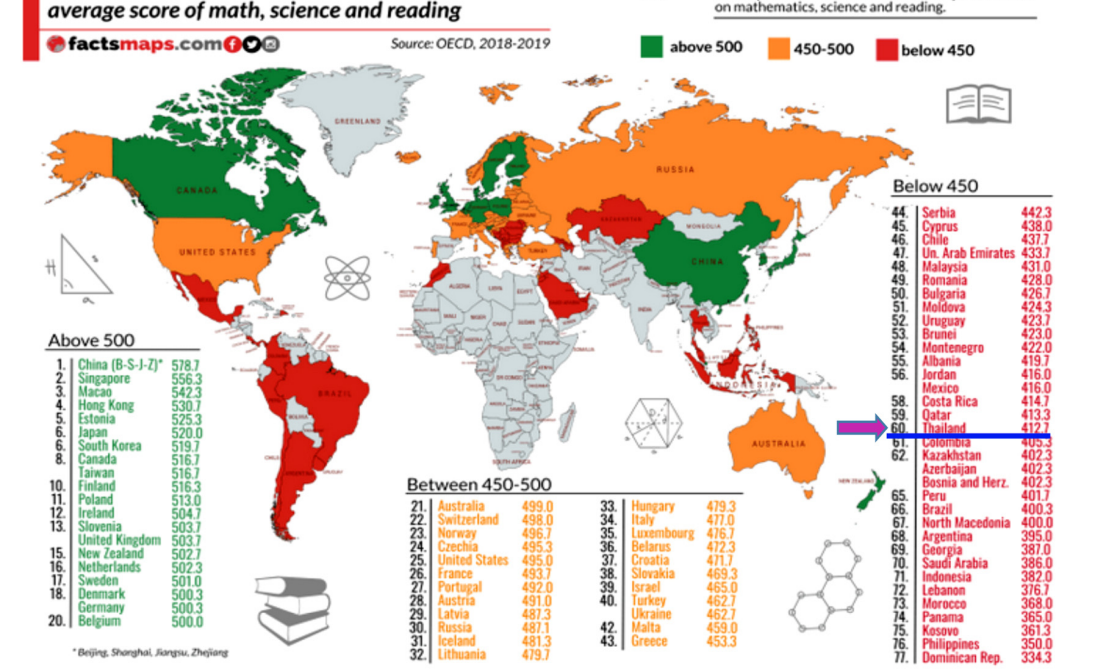 average score of math, science and reading
on mathematics, science and reading.
factsmaps.com
Source: OECD, 2018-2019
above 500
450-500
below 450
GREENLAND
CANADA
RUSSIA
UNITED STATES
KAZAKHSTAN
MONGOLIA
CHINA
TURKEY
ALGERIA
LIBYA
EGYPT
IRAN
INDIA
MALI
NIGER
SUDAN
PHILIPPINES
INDONESIA
BRAZIL
BOLIVIA
CHILE
URUGUAY
SOUTH AFRICA
AUSTRALIA
NEW ZEALAND
Above 500
1. China (B-S-J-Z)* 578.7
2. Singapore 556.3
3. Macao 542.3
4. Hong Kong 530.7
5. Estonia 525.3
6. Japan 520.0
6. South Korea 519.7
8. Canada 516.7
Taiwan 516.7
10. Finland 516.3
11. Poland 513.0
12. Ireland 504.7
13. Slovenia 503.7
United Kingdom 503.7
15. New Zealand 502.7
16. Netherlands 502.3
17. Sweden 501.0
18. Denmark 500.3
Germany 500.3
20. Belgium 500.0
* Beijing, Shanghai, Jiangsu, Zhejiang
Between 450-500
21. Australia 499.0
22. Switzerland 498.0
23. Norway 496.7
24. Czechia 495.3
25. United States 495.0
26. France 493.7
27. Portugal 492.0
28. Austria 491.0
29. Latvia 487.3
30. Russia 487.1
31. Iceland 481.3
32. Lithuania 479.7
33. Hungary 479.3
34. Italy 477.0
35. Luxembourg 476.7
36. Belarus 472.3
37. Croatia 471.7
38. Slovakia 469.3
39. Israel 465.0
40. Turkey 462.7
Ukraine 462.7
42. Malta 459.0
43. Greece 453.3
Below 450
44. Serbia 442.3
45. Cyprus 438.0
46. Chile 437.7
47. Un. Arab Emirates 433.7
48. Malaysia 431.0
49. Romania 428.0
50. Bulgaria 426.7
51. Moldova 424.3
52. Uruguay 423.7
53. Brunei 423.0
54. Montenegro 422.0
55. Albania 419.7
56. Jordan 416.0
Mexico 416.0
58. Costa Rica 414.7
59. Qatar 413.3
60. Thailand 412.7
61. Colombia 405.3
62. Kazakhstan 402.3
Azerbaijan 402.3
Bosnia and Herz. 402.3
65. Peru 401.7
66. Brazil 400.3
67. North Macedonia 400.0
68. Argentina 395.0
69. Georgia 387.0
70. Saudi Arabia 386.0
71. Indonesia 382.0
72. Lebanon 376.7
73. Morocco 368.0
74. Panama 365.0
75. Kosovo 361.3
76. Philippines 350.0
77. Dominican Rep. 334.3